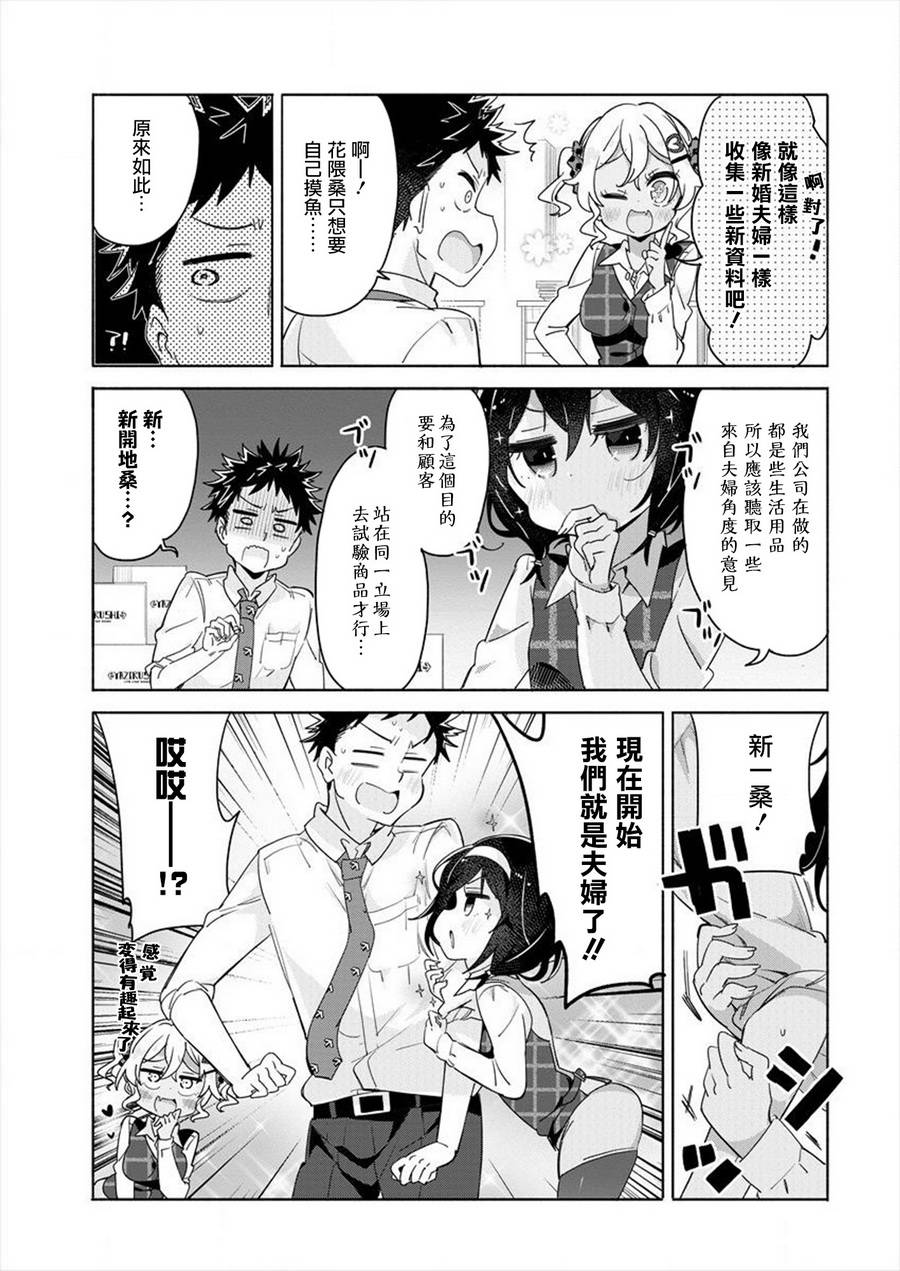 啊對了！
就像這樣
像新婚夫婦一樣
收集一些新資料吧！
啊ー！
花隈桑只想要
自己摸魚……
原來如此…
?!
我們公司在做的
都是些生活用品
所以應該聽取一些
來自夫婦角度的意見
為了這個目的
要和顧客
站在同一立場上
去試驗商品才行…
新…
新開地桑…？
YAZIKUSHI
新一桑！
ガシッ
現在開始
我們就是夫婦了!!
哎哎——!?
感覺
变得有趣起來了